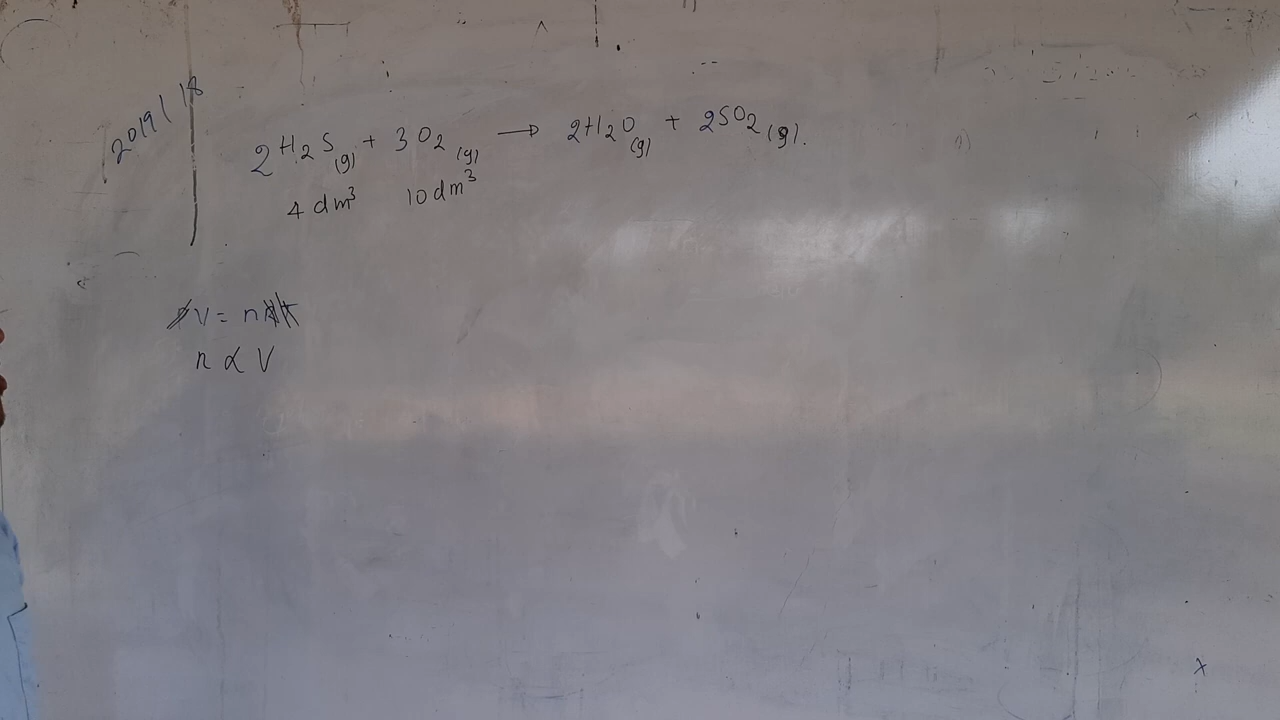 2019/18
2H₂S(g) + 3O₂(g) → 2H₂O(g) + 2SO₂(g).
4 dm³ 10 dm³
PV = nRT
n ∝ V